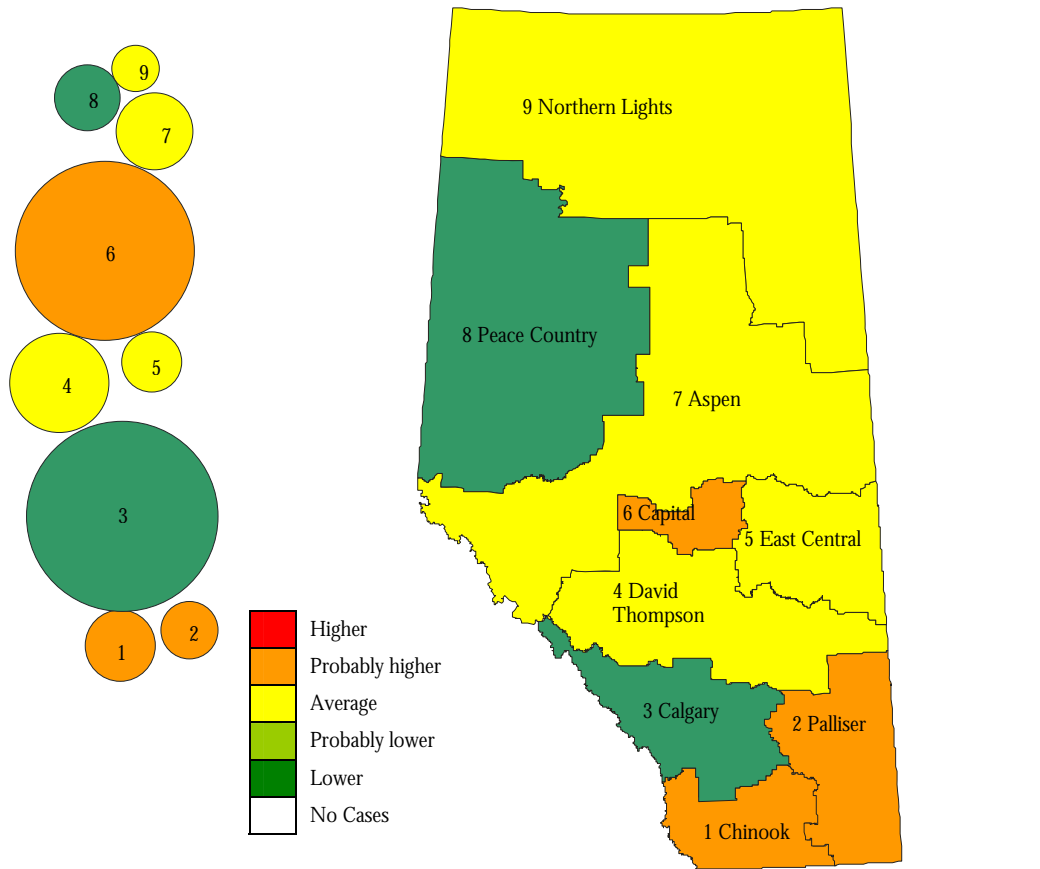 9
8
7
6
5
4
3
2
1
Higher
Probably higher
Average
Probably lower
Lower
No Cases
9 Northern Lights
8 Peace Country
7 Aspen
6 Capital
5 East Central
4 David
Thompson
3 Calgary
2 Palliser
1 Chinook